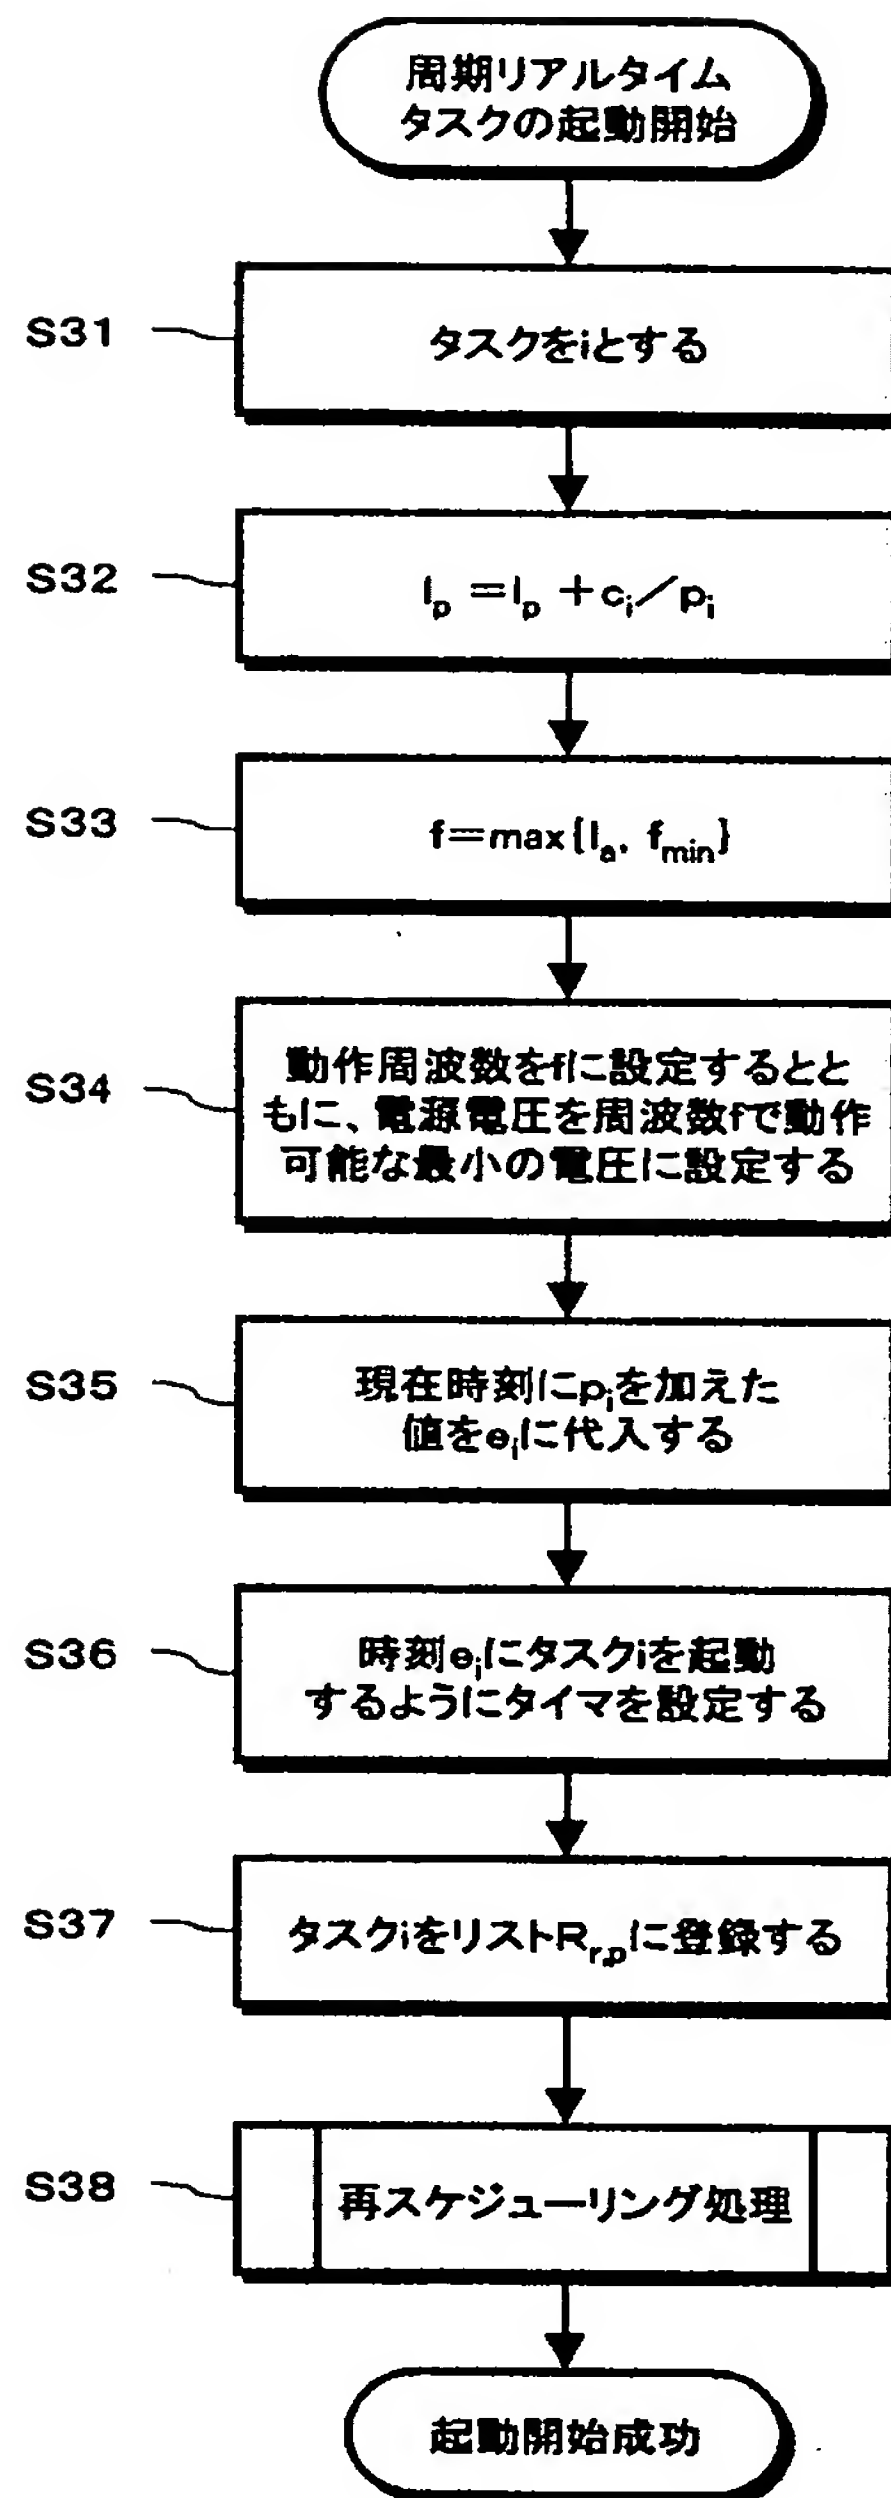 周期リアルタイム
タスクの起動開始
S31
タスクをiとする
S32
l_p =l_p +c_i/p_i
S33
f=max{l_a, f_min}
S34
動作周波数をfに設定するとと
もに、電源電圧を周波数fで動作
可能な最小の電圧に設定する
S35
現在時刻にp_iを加えた
値をe_iに代入する
S36
時刻e_iにタスクiを起動
するようにタイマを設定する
S37
タスクiをリストR_r,pに登録する
S38
再スケジューリング処理
起動開始成功